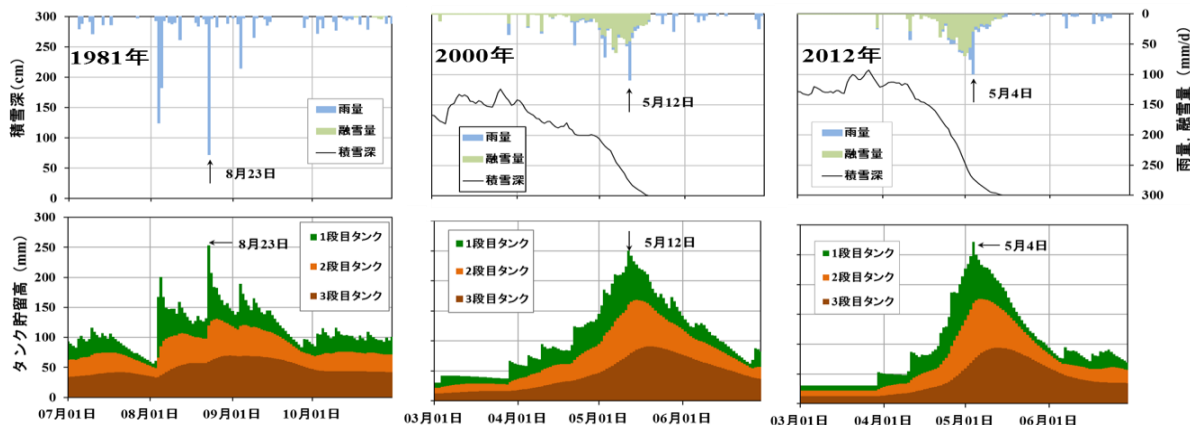 300
250
200
150
100
50
0
積雪深(cm)
1981年
雨量
融雪量
積雪深
8月23日
2000年
雨量
融雪量
積雪深
5月12日
2012年
雨量
融雪量
積雪深
5月4日
0
50
100
150
200
250
300
雨量, 融雪量 (mm/d)
300
250
200
150
100
50
0
タンク貯留高 (mm)
8月23日
1段目タンク
2段目タンク
3段目タンク
07月01日 08月01日 09月01日 10月01日
1段目タンク
2段目タンク
3段目タンク
5月12日
03月01日 04月01日 05月01日 06月01日
1段目タンク
2段目タンク
3段目タンク
5月4日
03月01日 04月01日 05月01日 06月01日